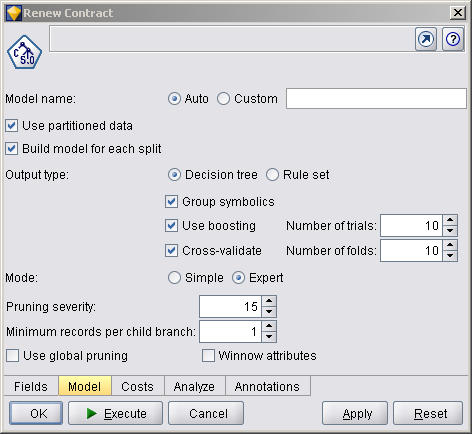 Renew Contract
C 5.0
Model name: Auto Custom
Use partitioned data
Build model for each split
Output type: Decision tree Rule set
Group symbolics
Use boosting Number of trials: 10
Cross-validate Number of folds: 10
Mode: Simple Expert
Pruning severity: 15
Minimum records per child branch: 1
Use global pruning Winnow attributes
Fields Model Costs Analyze Annotations
OK Execute Cancel Apply Reset